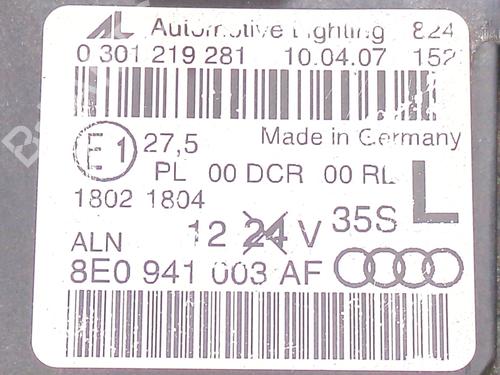 AL Automotive Lighting 824
0 301 219 281 10.04.07 152
Made in Germany
E1 27,5
PL 00 DCR 00 RL
1802 1804
L
ALN 12 24 V 35S
8E0 941 003 AF